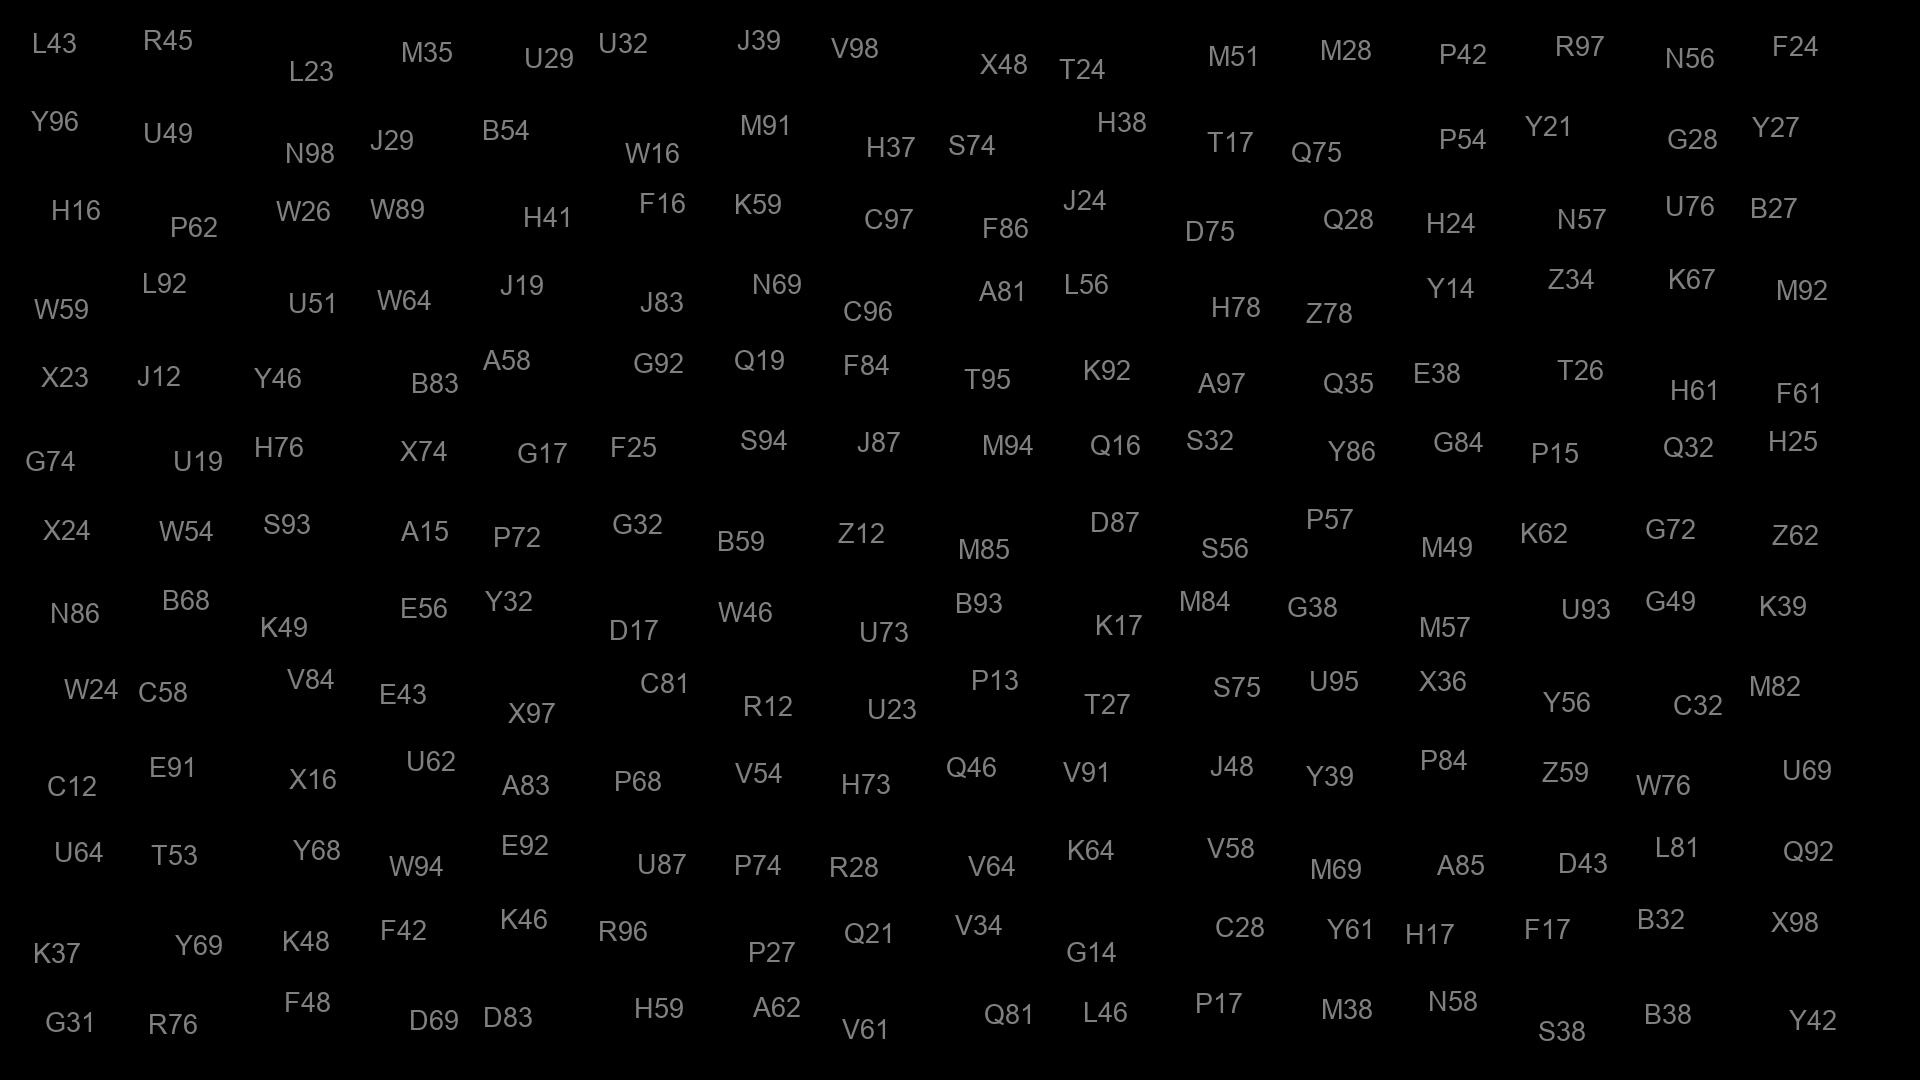 L43 R45 L23 M35 U29 U32 J39 V98 X48 T24 M51 M28 P42 R97 N56 F24
Y96 U49 N98 J29 B54 W16 M91 H37 S74 H38 T17 Q75 P54 Y21 G28 Y27
H16 P62 W26 W89 H41 F16 K59 C97 F86 J24 D75 Q28 H24 N57 U76 B27
W59 L92 U51 W64 J19 J83 N69 C96 A81 L56 H78 Z78 Y14 Z34 K67 M92
X23 J12 Y46 B83 A58 G92 Q19 F84 T95 K92 A97 Q35 E38 T26 H61 F61
G74 U19 H76 X74 G17 F25 S94 J87 M94 Q16 S32 Y86 G84 P15 Q32 H25
X24 W54 S93 A15 P72 G32 B59 Z12 M85 D87 S56 P57 M49 K62 G72 Z62
N86 B68 K49 E56 Y32 D17 W46 U73 B93 K17 M84 G38 M57 U93 G49 K39
W24 C58 V84 E43 X97 C81 R12 U23 P13 T27 S75 U95 X36 Y56 C32 M82
C12 E91 X16 U62 A83 P68 V54 H73 Q46 V91 J48 Y39 P84 Z59 W76 U69
U64 T53 Y68 W94 E92 U87 P74 R28 V64 K64 V58 M69 A85 D43 L81 Q92
K37 Y69 K48 F42 K46 R96 P27 Q21 V34 G14 C28 Y61 H17 F17 B32 X98
G31 R76 F48 D69 D83 H59 A62 V61 Q81 L46 P17 M38 N58 S38 B38 Y42